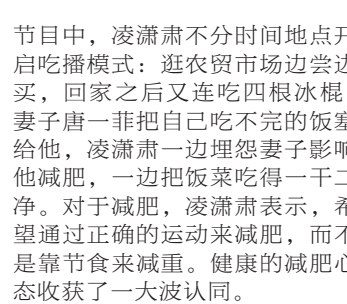 节目中，凌潇肃不分时间地点开
启吃播模式：逛农贸市场边尝边
买，回家之后又连吃四根冰棍
妻子唐一菲把自己吃不完的饭塞
给他，凌潇肃一边埋怨妻子影响
他减肥，一边把饭菜吃得一干二
净。对于减肥，凌潇肃表示，希
望通过正确的运动来减肥，而不
是靠节食来减重。健康的减肥心
态收获了一大波认同。